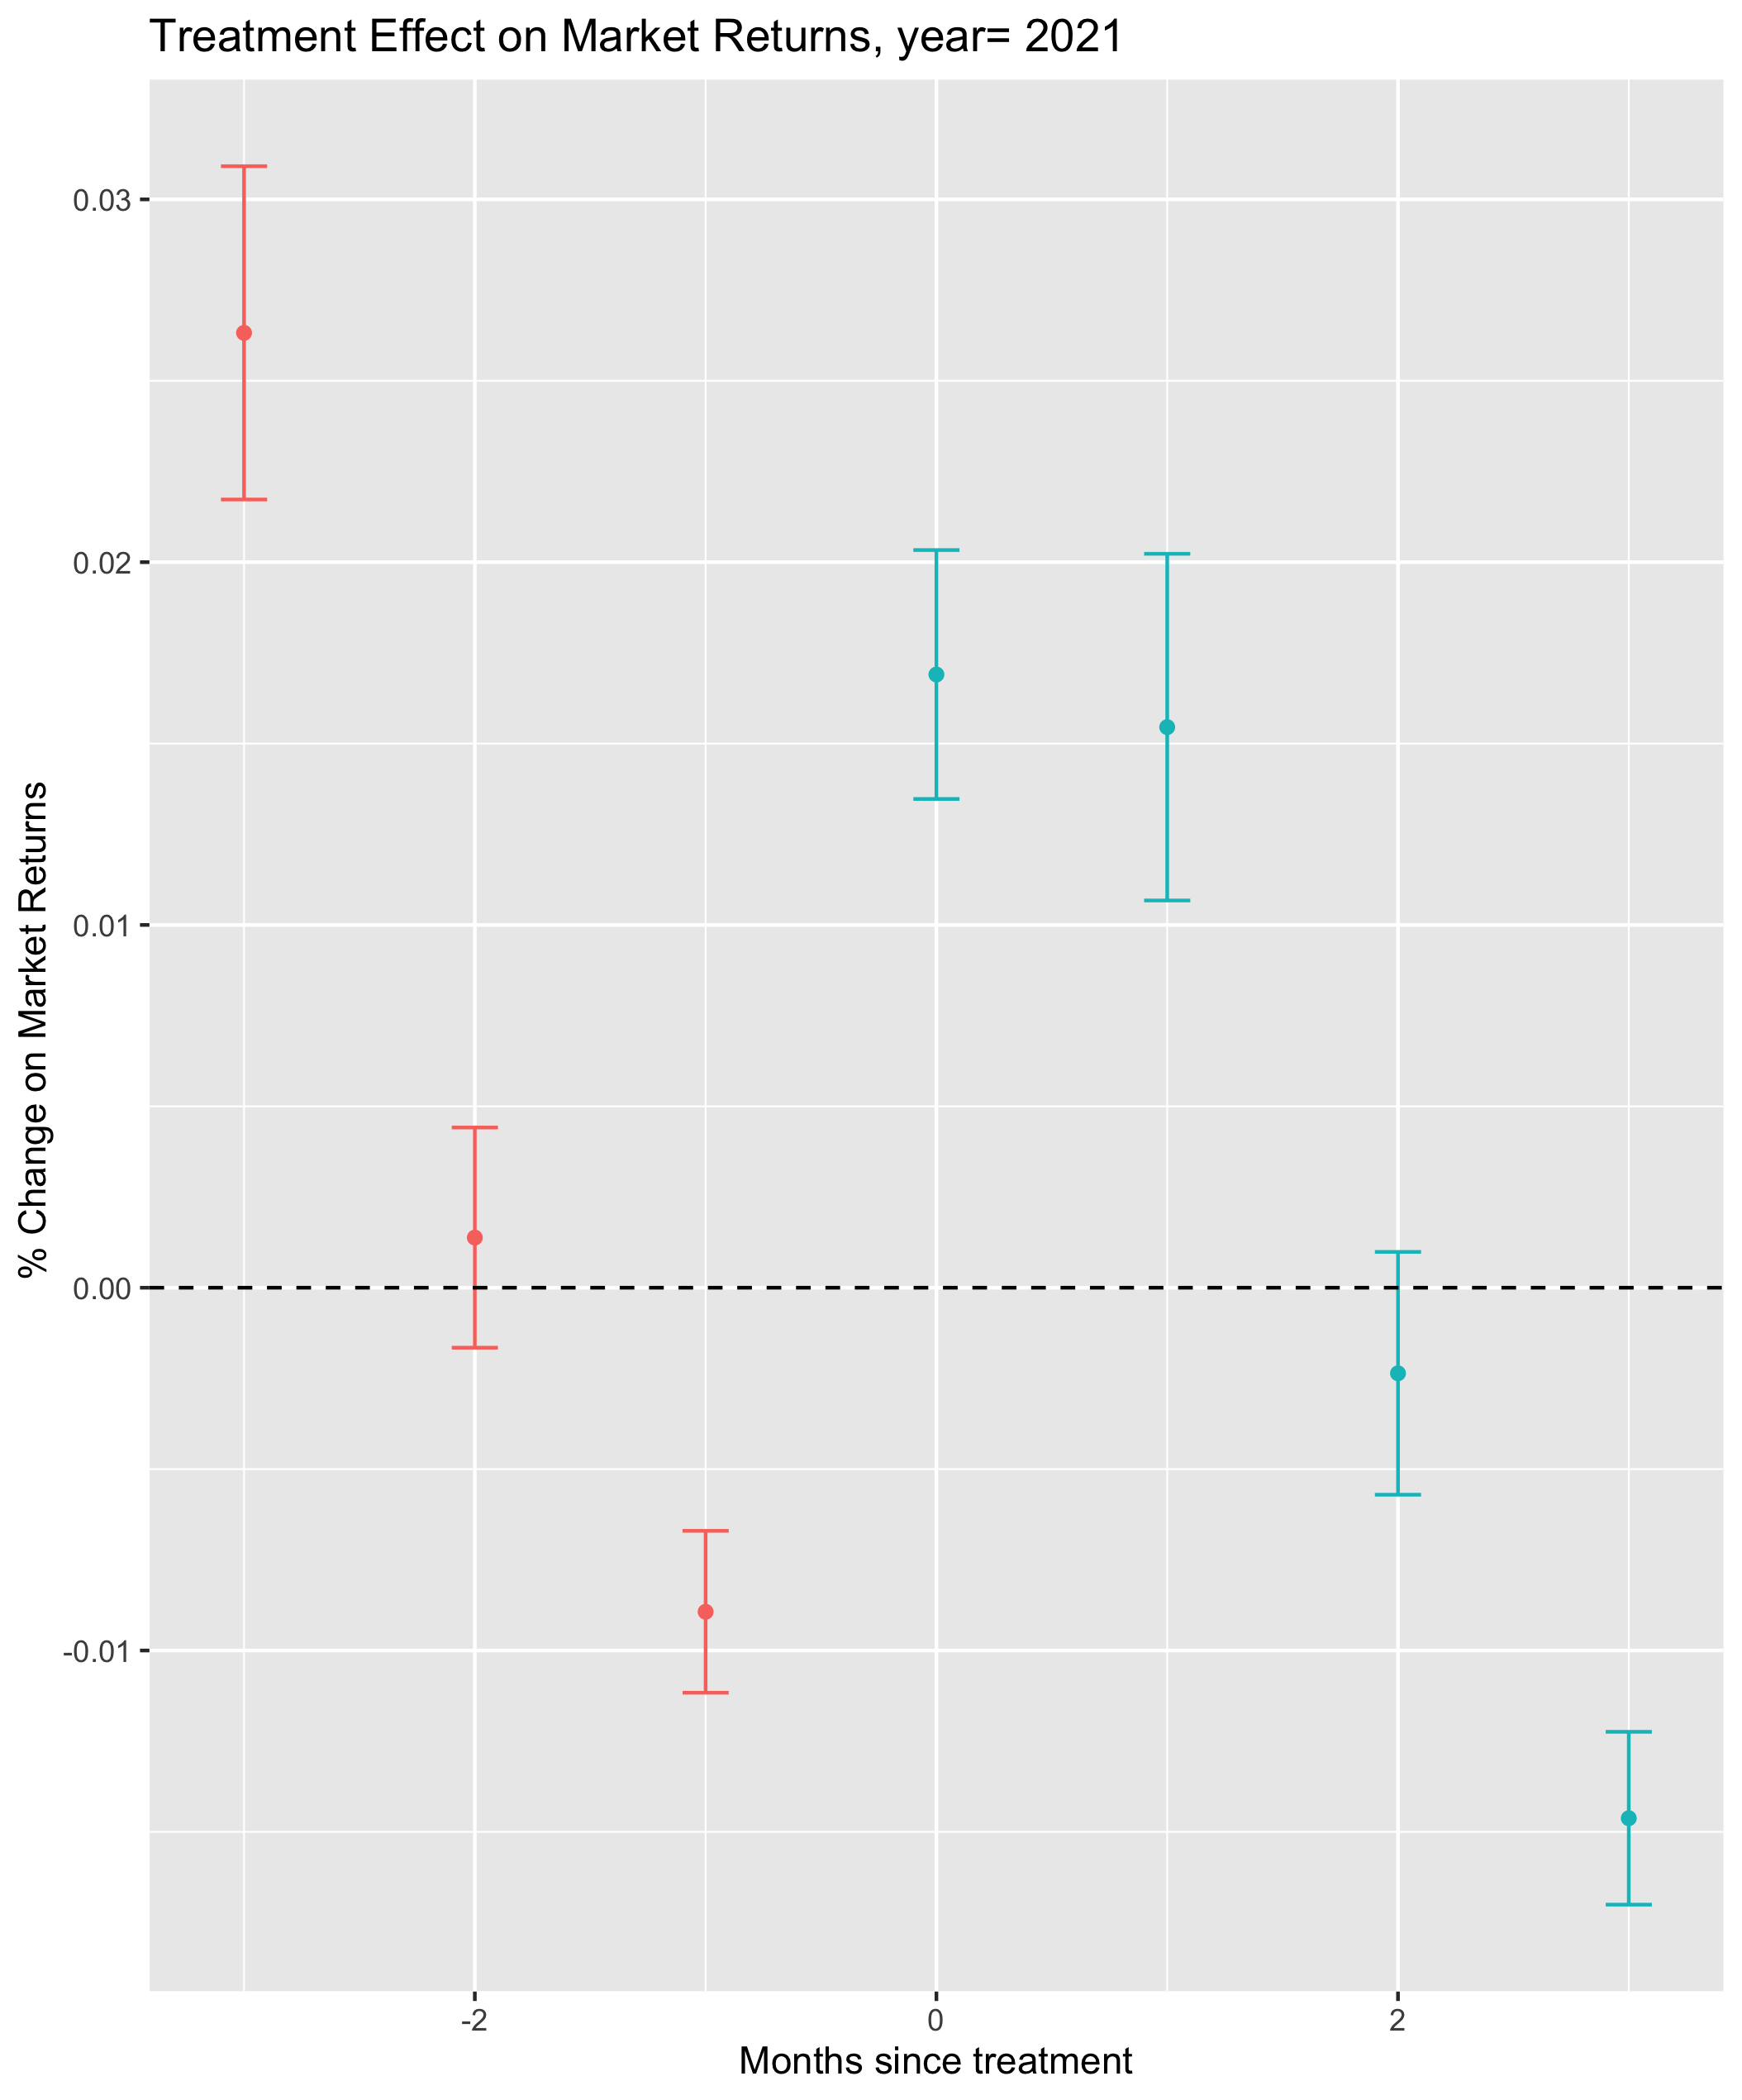 Treatment Effect on Market Returns, year= 2021
% Change on Market Returns
0.03
0.02
0.01
0.00
-0.01
-2 0 2
Months since treatment